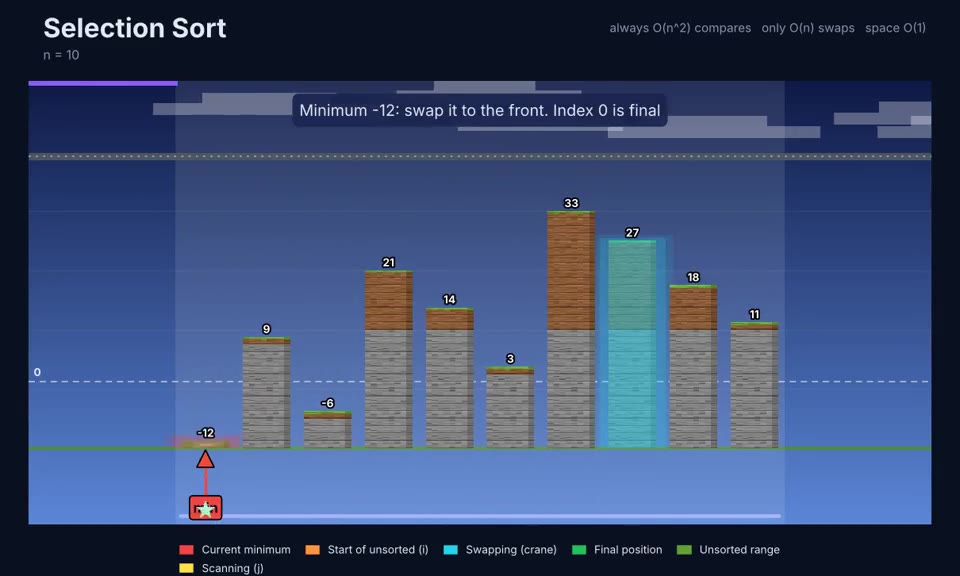 Selection Sort
always O(n^2) compares only O(n) swaps space O(1)
n = 10
Minimum -12: swap it to the front. Index 0 is final
33
27
21
18
14
11
9
3
0
-6
-12
Current minimum
Start of unsorted (i)
Swapping (crane)
Final position
Unsorted range
Scanning (j)